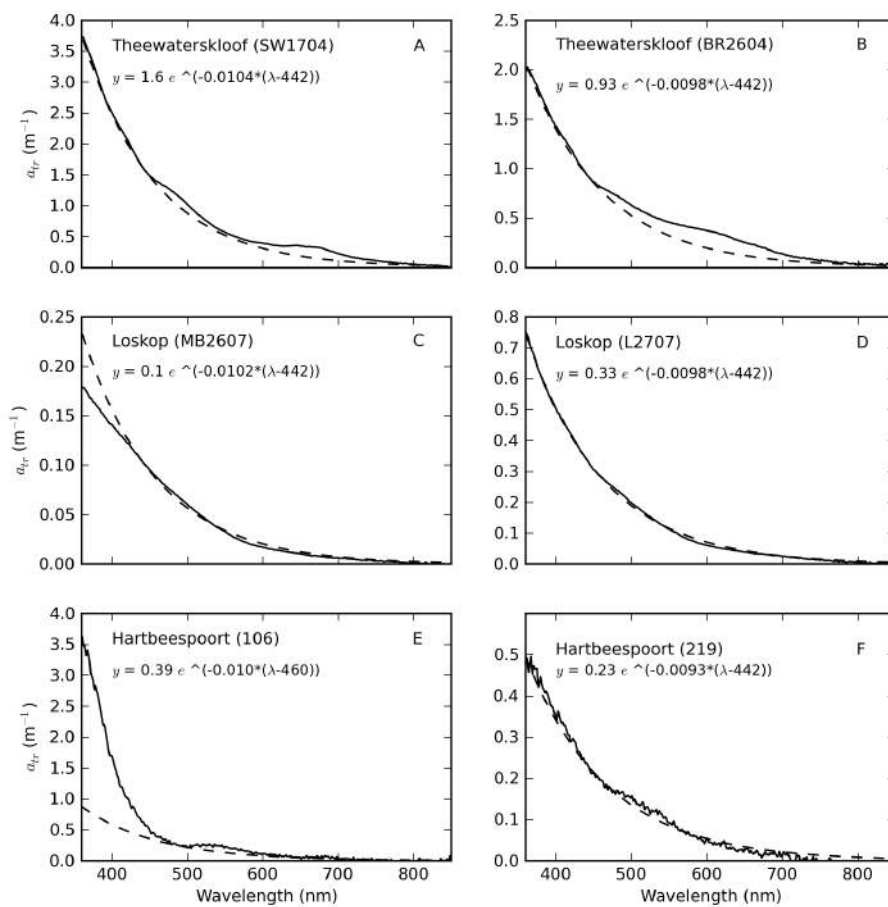 Theewaterskloof (SW1704) A
y = 1.6 e ^(-0.0104*(λ-442))
4.0
3.5
3.0
2.5
2.0
1.5
1.0
0.5
0.0
a_tr (m⁻¹)
Theewaterskloof (BR2604) B
y = 0.93 e ^(-0.0098*(λ-442))
2.5
2.0
1.5
1.0
0.5
0.0
Loskop (MB2607) C
y = 0.1 e ^(-0.0102*(λ-442))
0.25
0.20
0.15
0.10
0.05
0.00
a_tr (m⁻¹)
Loskop (L2707) D
y = 0.33 e ^(-0.0098*(λ-442))
0.8
0.7
0.6
0.5
0.4
0.3
0.2
0.1
0.0
Hartbeespoort (106) E
y = 0.39 e ^(-0.010*(λ-460))
4.0
3.5
3.0
2.5
2.0
1.5
1.0
0.5
0.0
a_tr (m⁻¹)
400 500 600 700 800
Wavelength (nm)
Hartbeespoort (219) F
y = 0.23 e ^(-0.0093*(λ-442))
0.5
0.4
0.3
0.2
0.1
0.0
400 500 600 700 800
Wavelength (nm)